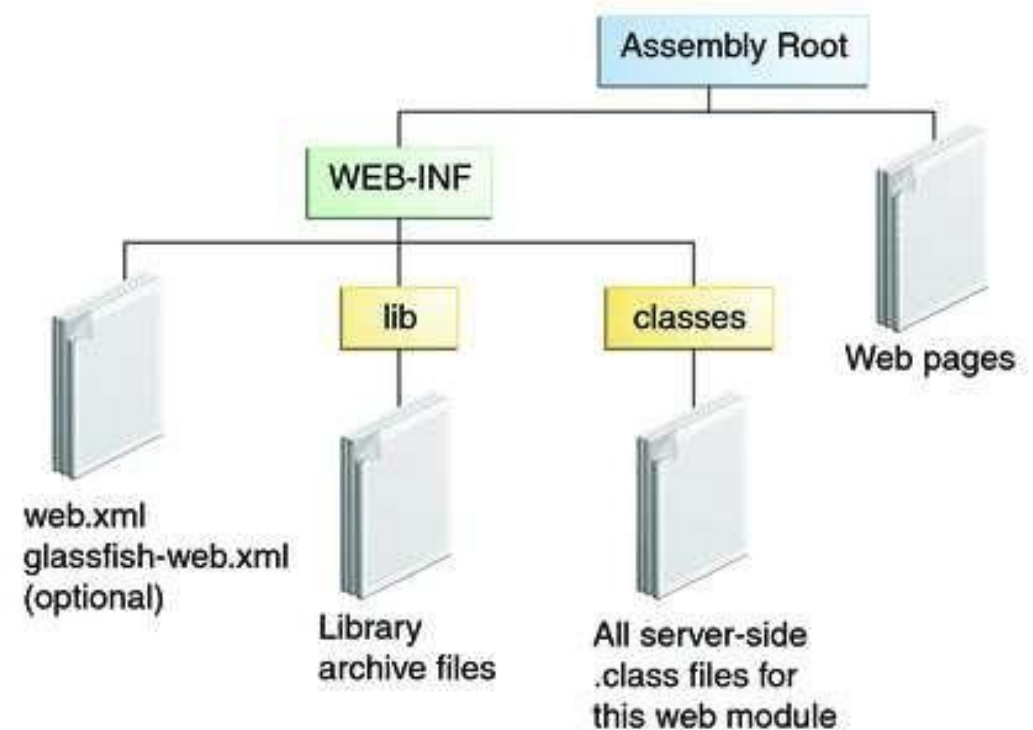 Assembly Root
WEB-INF
lib
classes
Web pages
web.xml
glassfish-web.xml
(optional)
Library
archive files
All server-side
.class files for
this web module